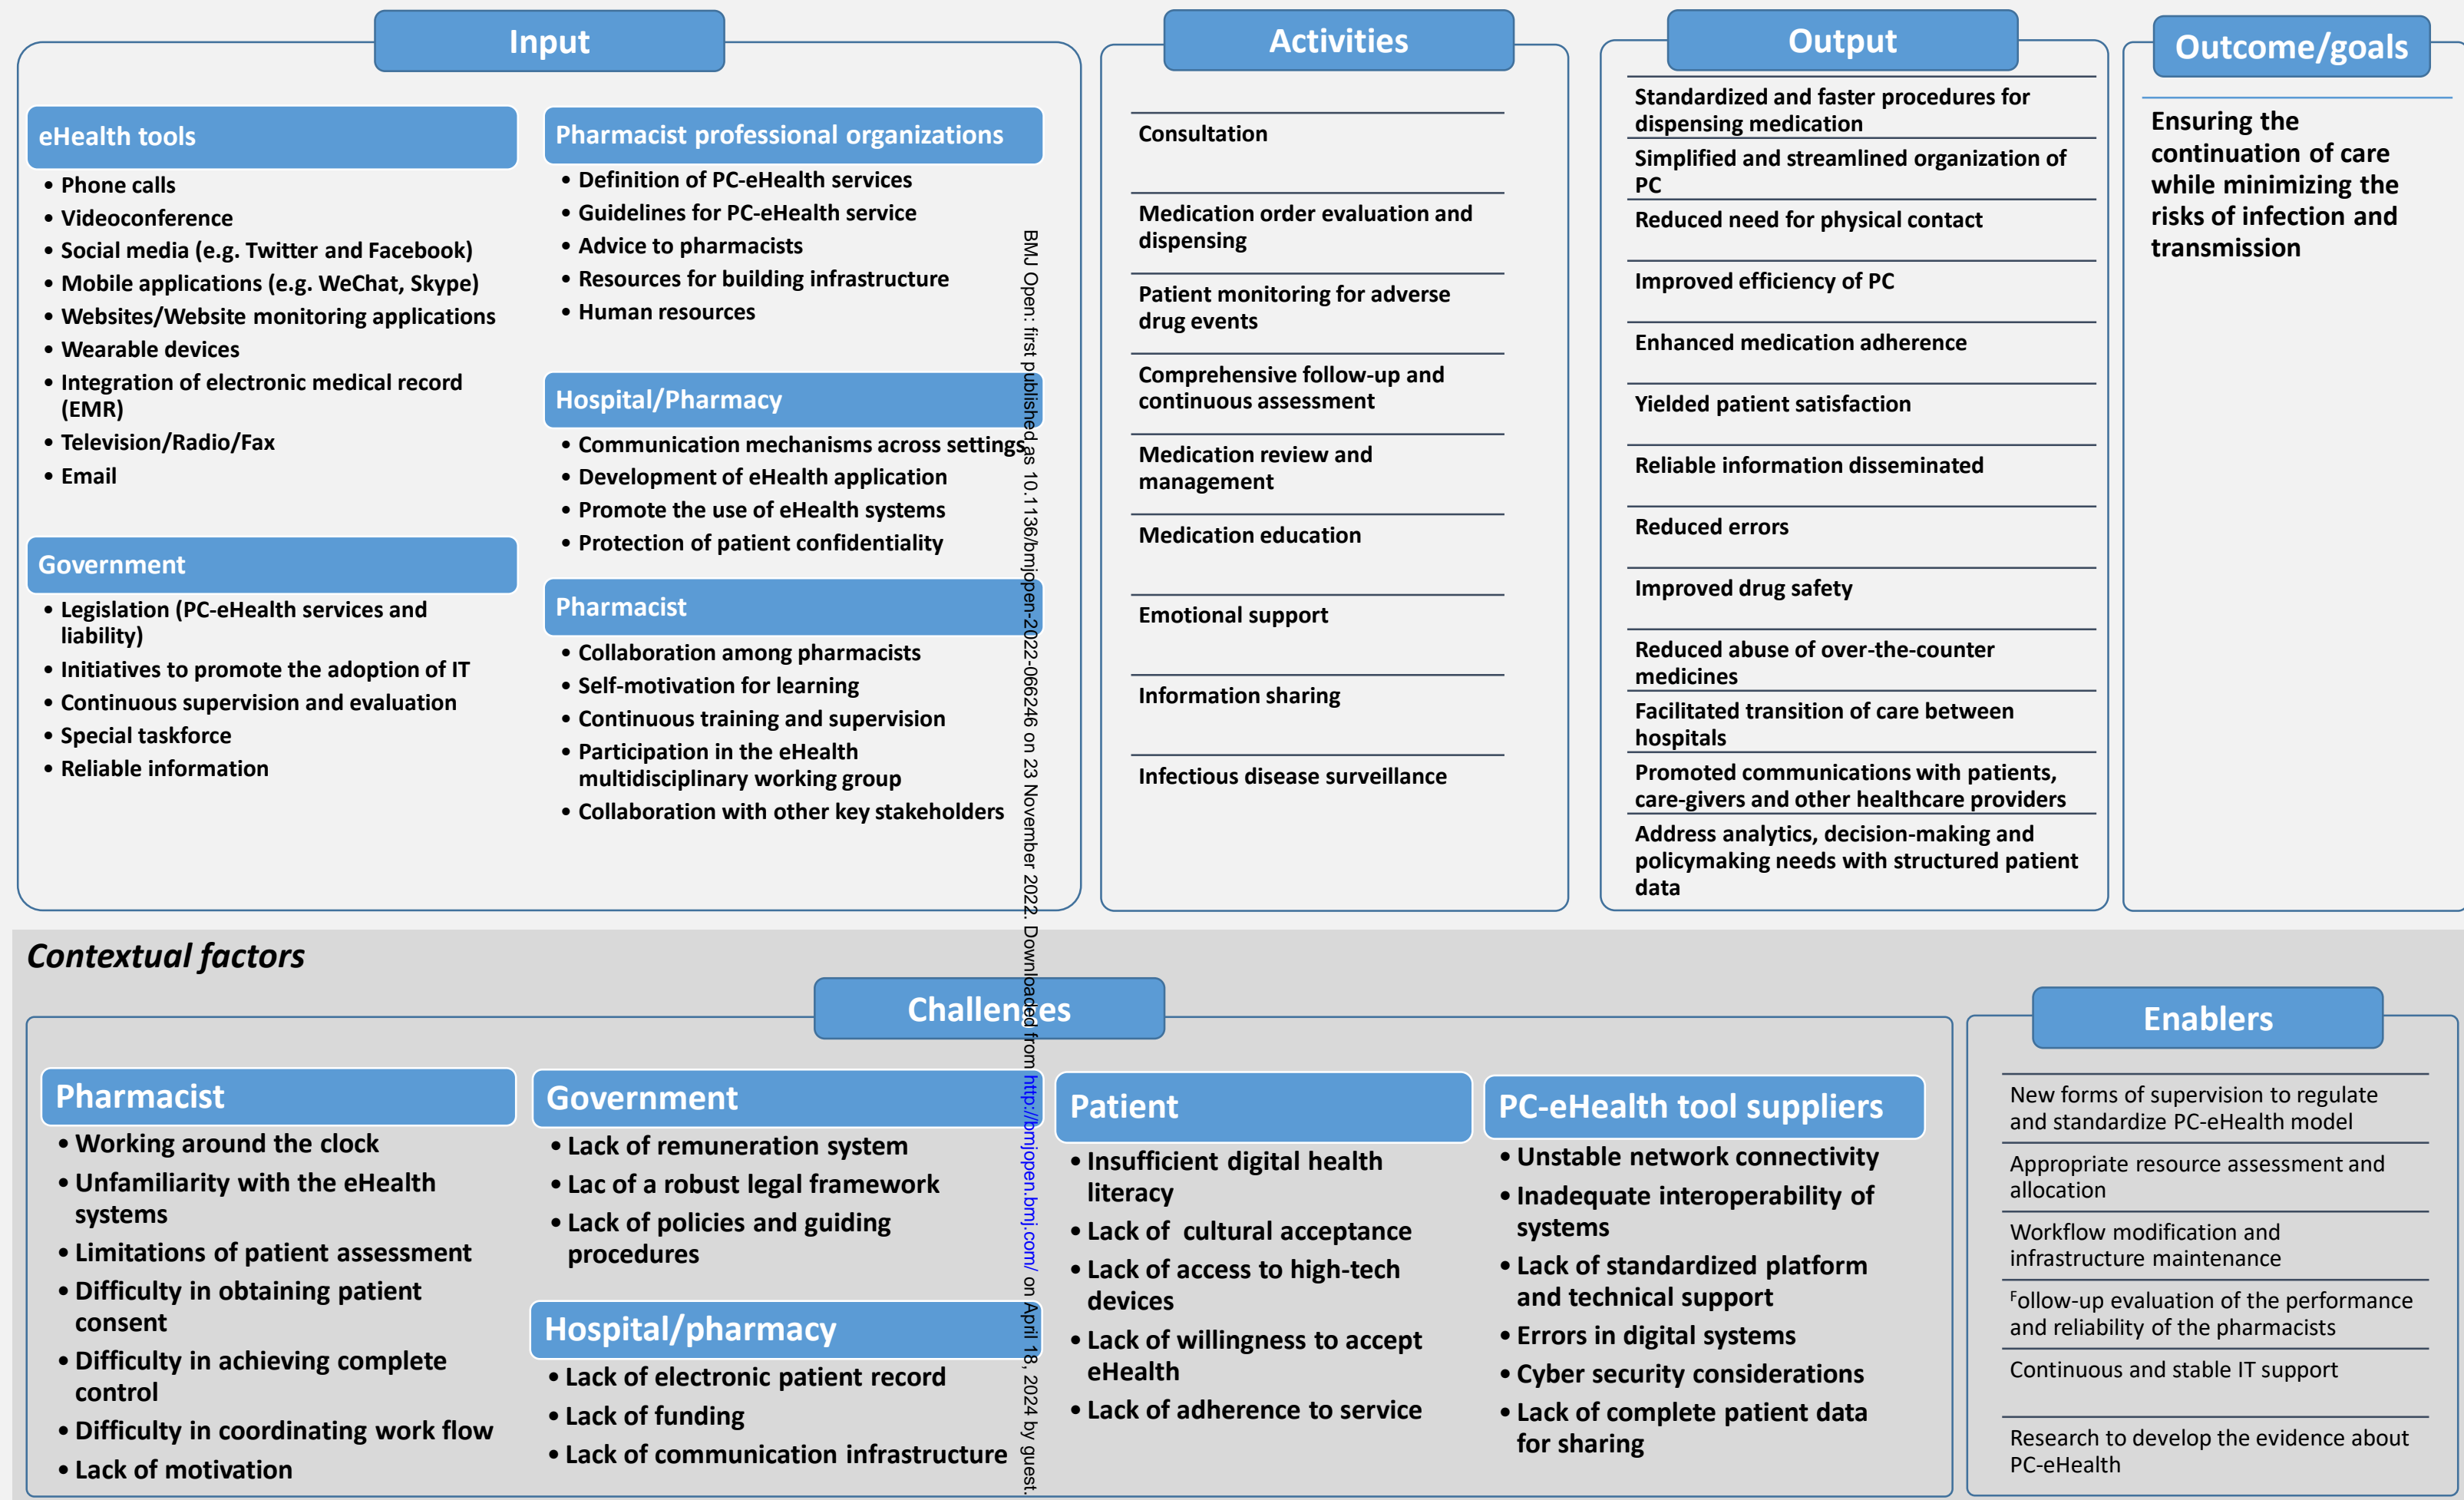 Input
eHealth tools
• Phone calls
• Videoconference
• Social media (e.g. Twitter and Facebook)
• Mobile applications (e.g. WeChat, Skype)
• Websites/Website monitoring applications
• Wearable devices
• Integration of electronic medical record
(EMR)
• Television/Radio/Fax
• Email
Government
• Legislation (PC-eHealth services and
liability)
• Initiatives to promote the adoption of IT
• Continuous supervision and evaluation
• Special taskforce
• Reliable information
Pharmacist professional organizations
• Definition of PC-eHealth services
• Guidelines for PC-eHealth service
• Advice to pharmacists
• Resources for building infrastructure
• Human resources
Hospital/Pharmacy
• Communication mechanisms across settings
• Development of eHealth application
• Promote the use of eHealth systems
• Protection of patient confidentiality
Pharmacist
• Collaboration among pharmacists
• Self-motivation for learning
• Continuous training and supervision
• Participation in the eHealth
multidisciplinary working group
• Collaboration with other key stakeholders
Activities
Consultation
Medication order evaluation and
dispensing
Patient monitoring for adverse
drug events
Comprehensive follow-up and
continuous assessment
Medication review and
management
Medication education
Emotional support
Information sharing
Infectious disease surveillance
Output
Standardized and faster procedures for
dispensing medication
Simplified and streamlined organization of
PC
Reduced need for physical contact
Improved efficiency of PC
Enhanced medication adherence
Yielded patient satisfaction
Reliable information disseminated
Reduced errors
Improved drug safety
Reduced abuse of over-the-counter
medicines
Facilitated transition of care between
hospitals
Promoted communications with patients,
care-givers and other healthcare providers
Address analytics, decision-making and
policymaking needs with structured patient
data
Outcome/goals
Ensuring the
continuation of care
while minimizing the
risks of infection and
transmission
Contextual factors
Challenges
Pharmacist
• Working around the clock
• Unfamiliarity with the eHealth
systems
• Limitations of patient assessment
• Difficulty in obtaining patient
consent
• Difficulty in achieving complete
control
• Difficulty in coordinating work flow
• Lack of motivation
Government
• Lack of remuneration system
• Lac of a robust legal framework
• Lack of policies and guiding
procedures
Hospital/pharmacy
• Lack of electronic patient record
• Lack of funding
• Lack of communication infrastructure
Patient
• Insufficient digital health
literacy
• Lack of cultural acceptance
• Lack of access to high-tech
devices
• Lack of willingness to accept
eHealth
• Lack of adherence to service
PC-eHealth tool suppliers
• Unstable network connectivity
• Inadequate interoperability of
systems
• Lack of standardized platform
and technical support
• Errors in digital systems
• Cyber security considerations
• Lack of complete patient data
for sharing
Enablers
New forms of supervision to regulate
and standardize PC-eHealth model
Appropriate resource assessment and
allocation
Workflow modification and
infrastructure maintenance
Follow-up evaluation of the performance
and reliability of the pharmacists
Continuous and stable IT support
Research to develop the evidence about
PC-eHealth
BMJ Open: first published as 10.1136/bmjopen-2022-066246 on 23 November 2022. Downloaded from http://bmjopen.bmj.com/ on April 18, 2024 by guest.